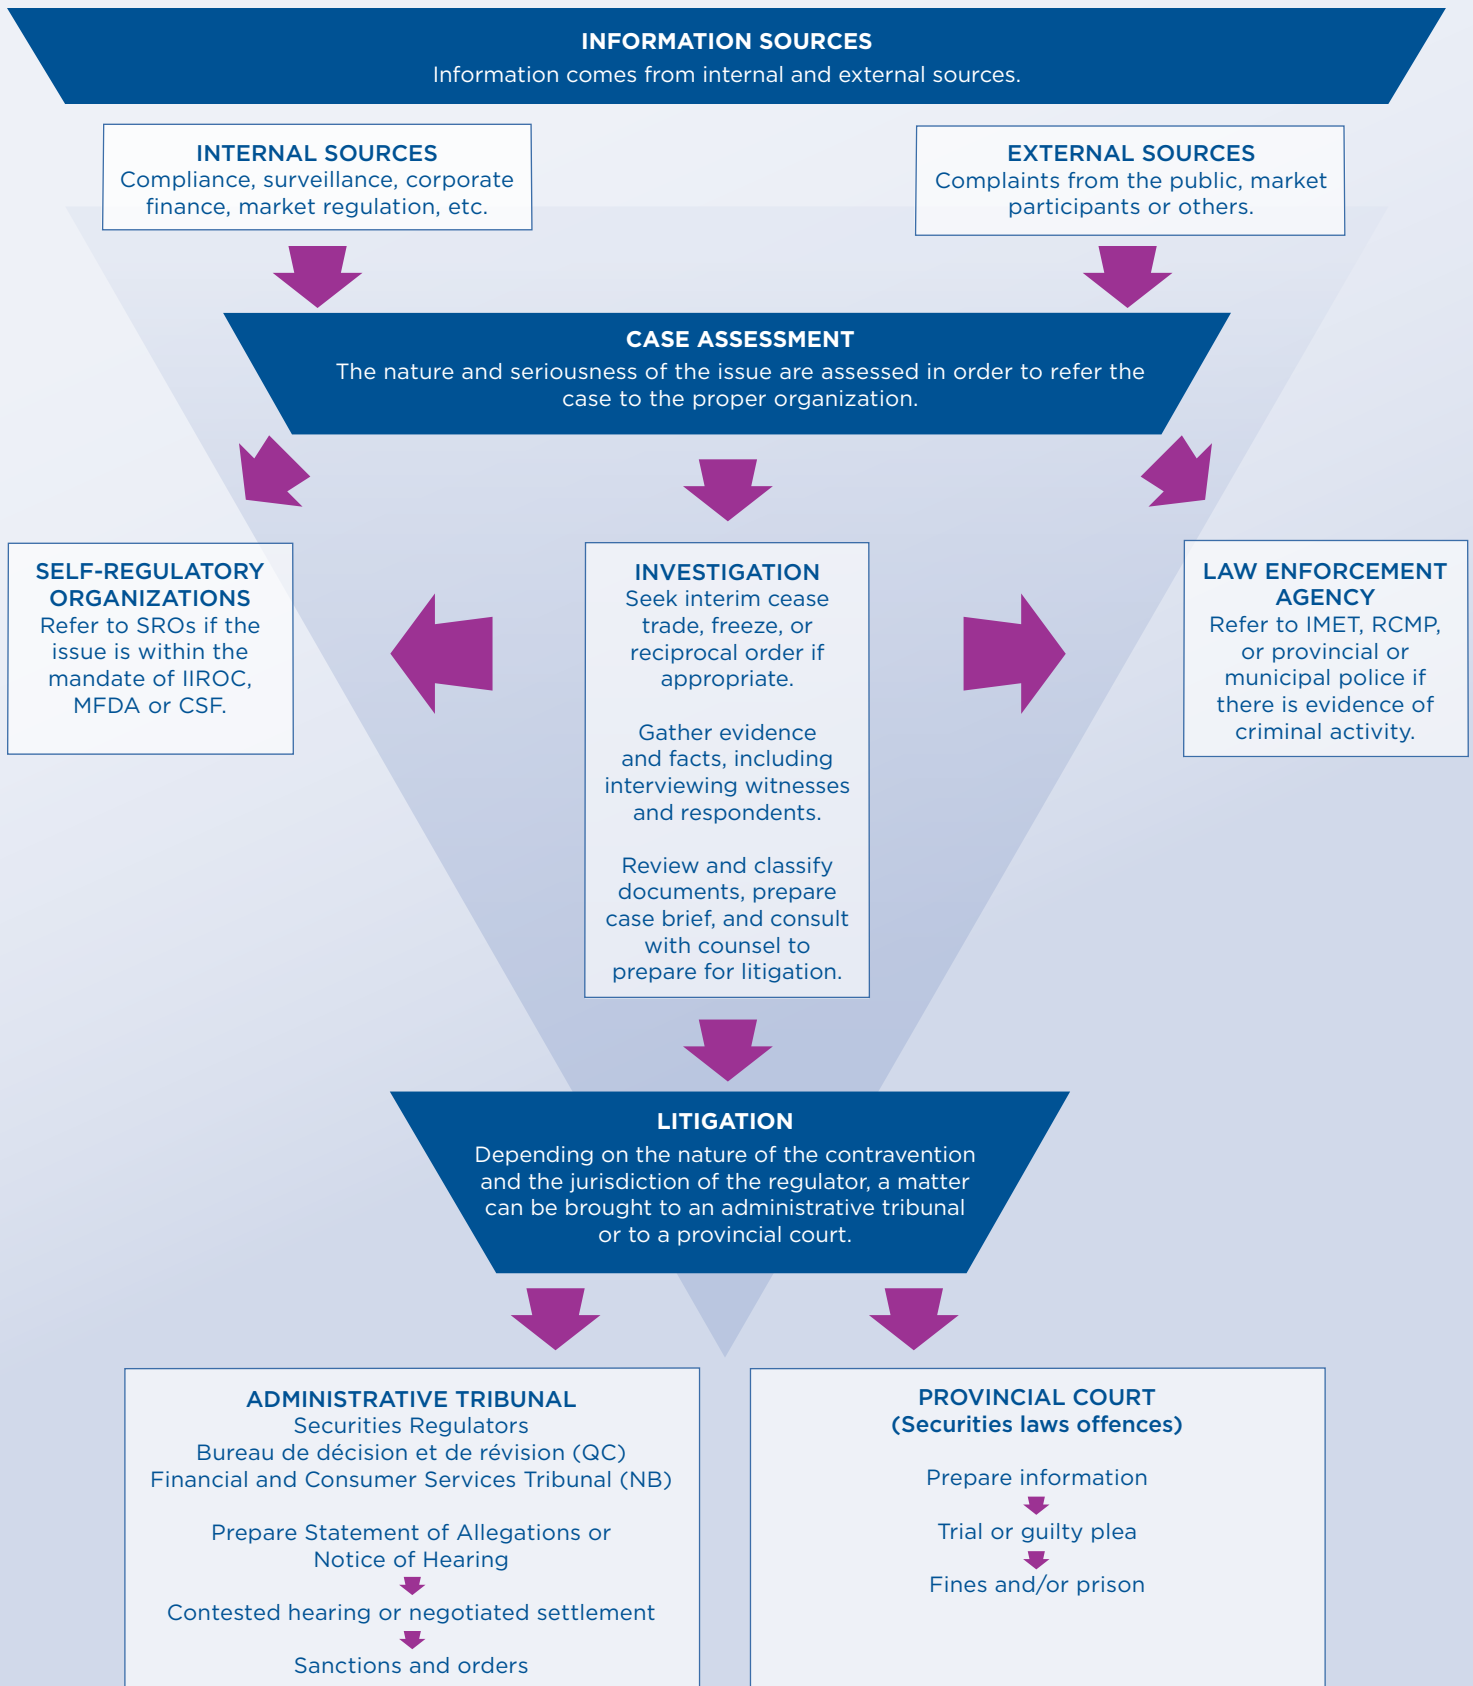 INFORMATION SOURCES
Information comes from internal and external sources.
INTERNAL SOURCES
Compliance, surveillance, corporate
finance, market regulation, etc.
EXTERNAL SOURCES
Complaints from the public, market
participants or others.
CASE ASSESSMENT
The nature and seriousness of the issue are assessed in order to refer the
case to the proper organization.
SELF-REGULATORY
ORGANIZATIONS
Refer to SROs if the
issue is within the
mandate of IIROC,
MFDA or CSF.
INVESTIGATION
Seek interim cease
trade, freeze, or
reciprocal order if
appropriate.
Gather evidence
and facts, including
interviewing witnesses
and respondents.
Review and classify
documents, prepare
case brief, and consult
with counsel to
prepare for litigation.
LAW ENFORCEMENT
AGENCY
Refer to IMET, RCMP,
or provincial or
municipal police if
there is evidence of
criminal activity.
LITIGATION
Depending on the nature of the contravention
and the jurisdiction of the regulator, a matter
can be brought to an administrative tribunal
or to a provincial court.
ADMINISTRATIVE TRIBUNAL
Securities Regulators
Bureau de décision et de révision (QC)
Financial and Consumer Services Tribunal (NB)
Prepare Statement of Allegations or
Notice of Hearing
Contested hearing or negotiated settlement
Sanctions and orders
PROVINCIAL COURT
(Securities laws offences)
Prepare information
Trial or guilty plea
Fines and/or prison